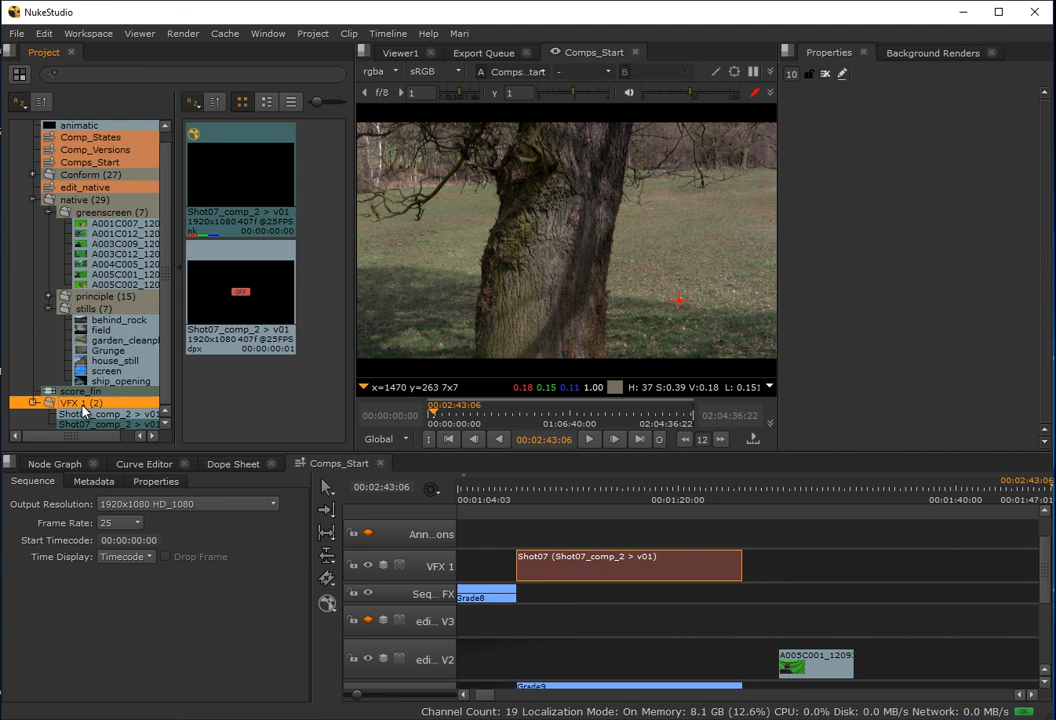 NukeStudio
File Edit Workspace Viewer Render Cache Window Project Clip Timeline Help Mari
Project
Viewer1 Export Queue Comps_Start
Properties Background Renders
rgba sRGB A Comps...tart - B
10
f/8 1 y 1
animatic
Comp_States
Comp_Versions
Comps_Start
Conform (27)
edit_native
native (29)
greenscreen (7)
A001C007_120
A001C012_120
A003C009_120
A003C012_120
A004C005_120
A005C001_120
A005C002_120
principle (15)
stills (7)
behind_rock
field
garden_cleanpl
Grunge
house_still
screen
ship_opening
score_fin
VFX 1 (2)
Shot07_comp_2 > v01
Shot07_comp_2 > v01
Shot07_comp_2 > v01
1920x1080 407f @25FPS
nk 00:00:00:00
OFF
Shot07_comp_2 > v01
1920x1080 407f @25FPS
dpx 00:00:00:01
x=1470 y=263 7x7 0.18 0.15 0.11 1.00 H: 37 S:0.39 V:0.18 L: 0.151
00:00:00:00 00:02:43:06 02:04:36:22
00:00:00:00 01:06:40:00 02:04:36:22
Global I 00:02:43:06 O 12
Node Graph Curve Editor Dope Sheet Comps_Start
Sequence Metadata Properties
Output Resolution: 1920x1080 HD_1080
Frame Rate: 25
Start Timecode: 00:00:00:00
Time Display: Timecode Drop Frame
00:02:43:06
00:02:43:06
00:01:04:03 00:01:20:00 00:01:40:00 00:01:47:01
Ann...ons
VFX 1 Shot07 (Shot07_comp_2 > v01)
Seq... FX Grade8
edi... V3
edi... V2 A005C001_1209
Grade9
Channel Count: 19 Localization Mode: On Memory: 8.1 GB (12.6%) CPU: 0.0% Disk: 0.0 MB/s Network: 0.0 MB/s